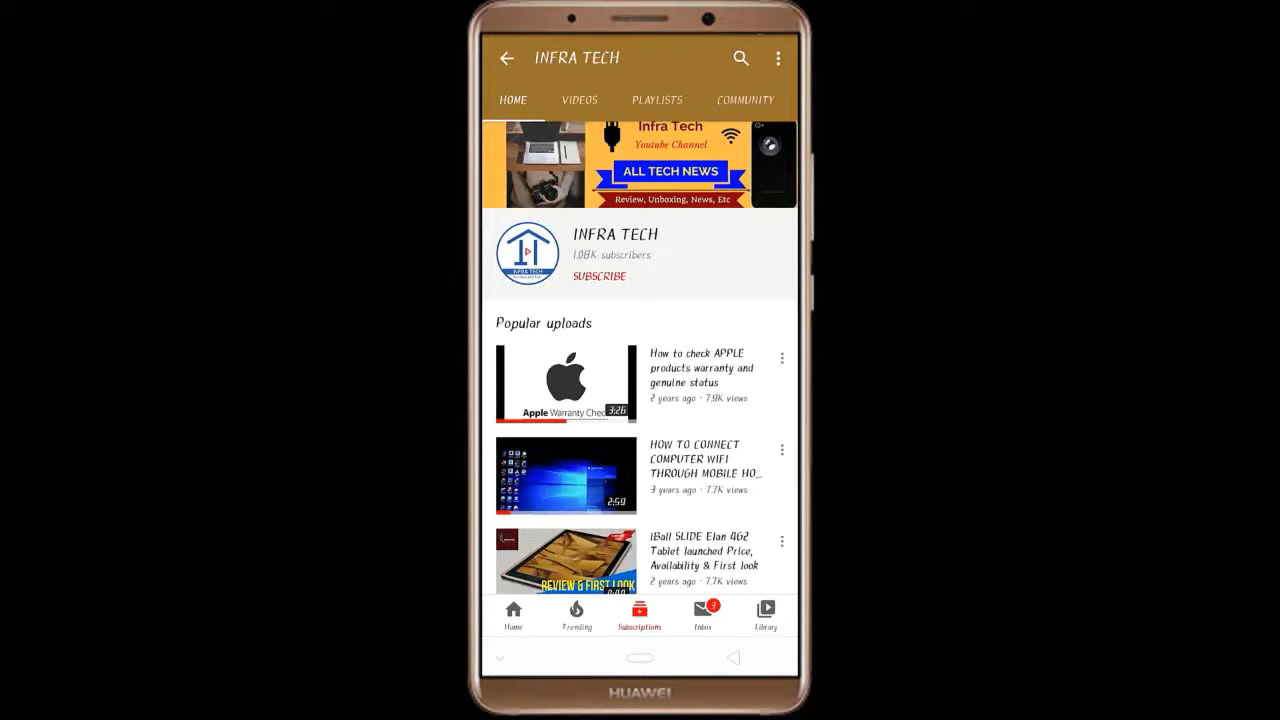 INFRA TECH
HOME VIDEOS PLAYLISTS COMMUNITY
Infra Tech
Youtube Channel
ALL TECH NEWS
Review, Unboxing, News, Etc
INFRA TECH
INFRA TECH
1.08K subscribers
SUBSCRIBE
Popular uploads
Apple Warranty Chec
3:26
How to check APPLE
products warranty and
genuine status
2 years ago · 7.9K views
2:59
HOW TO CONNECT
COMPUTER WIFI
THROUGH MOBILE HO...
3 years ago · 7.7K views
REVIEW & FIRST LOOK
iBall SLIDE Elan 4G2
Tablet launched Price,
Availability & First look
2 years ago · 7.7K views
3
Home Trending Subscriptions Inbox Library
HUAWEI